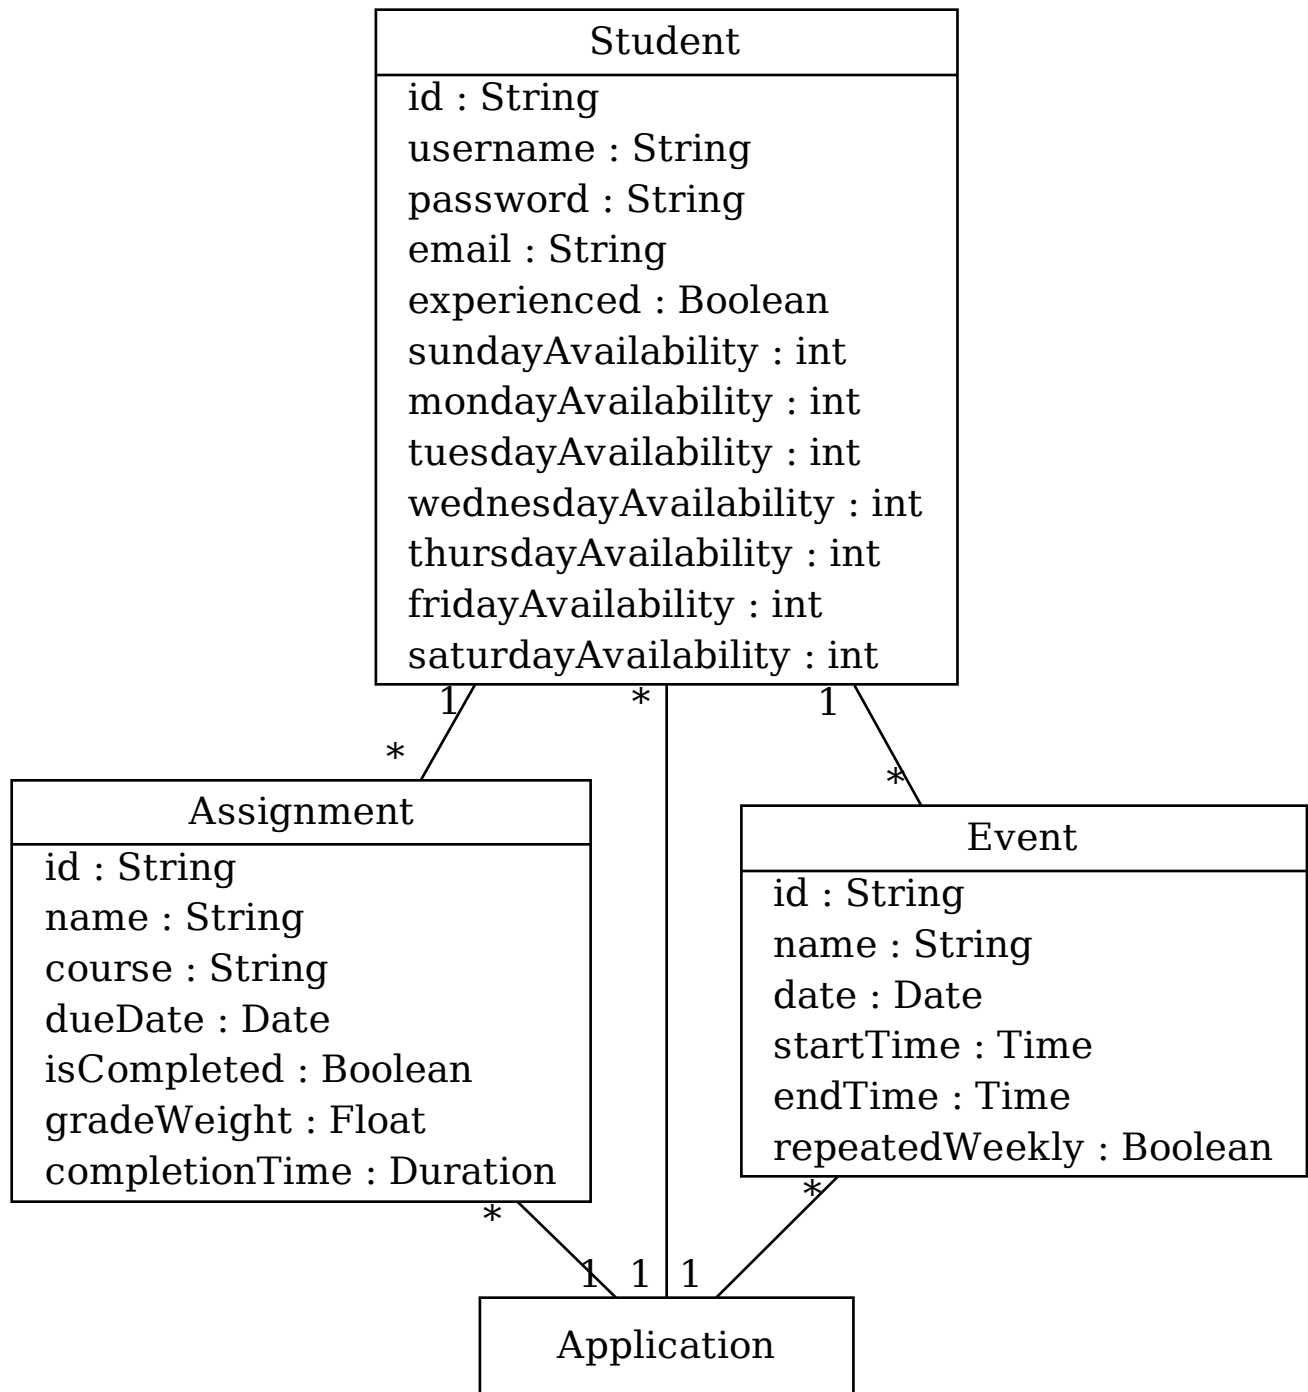 Student
id : String
username : String
password : String
email : String
experienced : Boolean
sundayAvailability : int
mondayAvailability : int
tuesdayAvailability : int
wednesdayAvailability : int
thursdayAvailability : int
fridayAvailability : int
saturdayAvailability : int
1 * 1
* *
Assignment
id : String
name : String
course : String
dueDate : Date
isCompleted : Boolean
gradeWeight : Float
completionTime : Duration
Event
id : String
name : String
date : Date
startTime : Time
endTime : Time
repeatedWeekly : Boolean
* *
1 1 1
Application